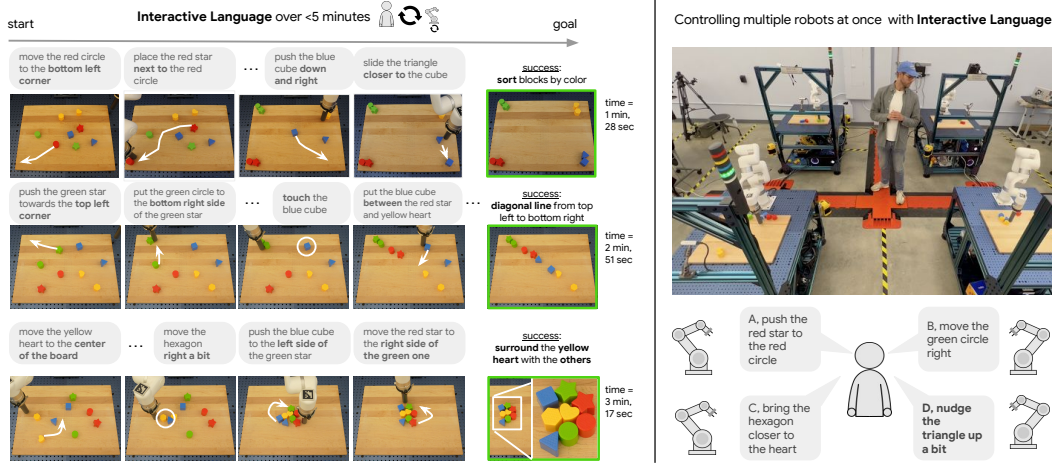 Interactive Language over <5 minutes
start
goal
move the red circle
to the bottom left
corner
place the red star
next to the red
circle
...
push the blue
cube down
and right
slide the triangle
closer to the cube
success:
sort blocks by color
time =
1 min,
28 sec
push the green star
towards the top left
corner
put the green circle to
the bottom right side
of the green star
...
touch the
blue cube
put the blue cube
between the red star
and yellow heart
...
success:
diagonal line from top
left to bottom right
time =
2 min,
51 sec
move the yellow
heart to the center
of the board
...
move the
hexagon
right a bit
push the blue cube
to the left side of
the green star
move the red star to
the right side of
the green one
success:
surround the yellow
heart with the others
time =
3 min,
17 sec
Controlling multiple robots at once with Interactive Language
A, push the
red star to
the red
circle
B, move the
green circle
right
C, bring the
hexagon
closer to
the heart
D, nudge
the
triangle up
a bit